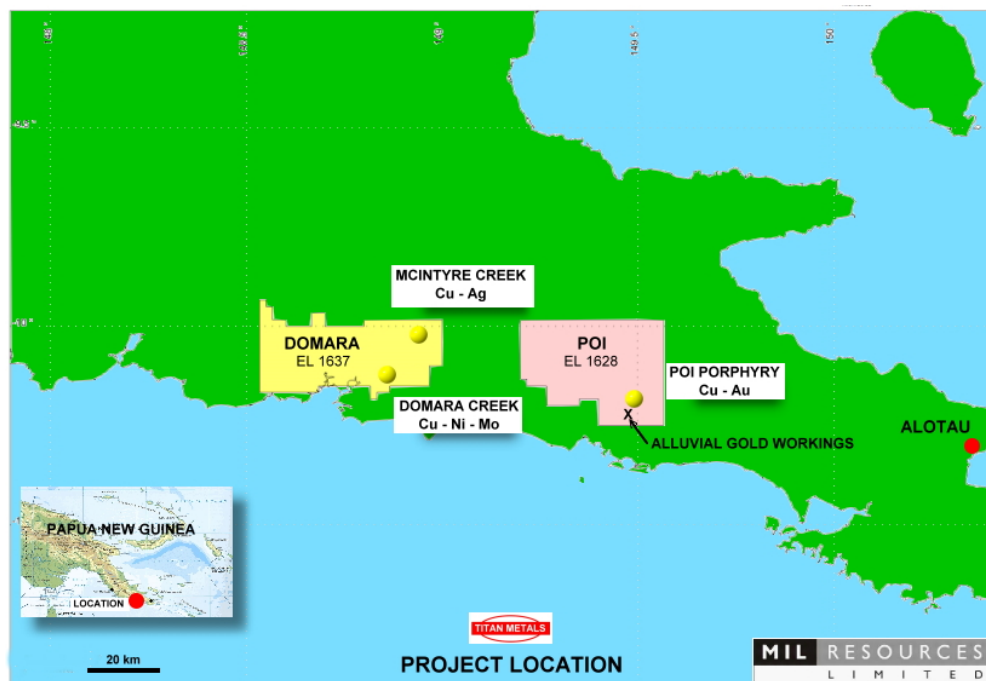 149.5°
150°
MCINTYRE CREEK
Cu - Ag
DOMARA
EL 1637
POI
EL 1628
POI PORPHYRY
Cu - Au
DOMARA CREEK
Cu - Ni - Mo
X
ALLUVIAL GOLD WORKINGS
ALOTAU
PAPUA NEW GUINEA
LOCATION
20 km
TITAN METALS
PROJECT LOCATION
MIL RESOURCES
LIMITED